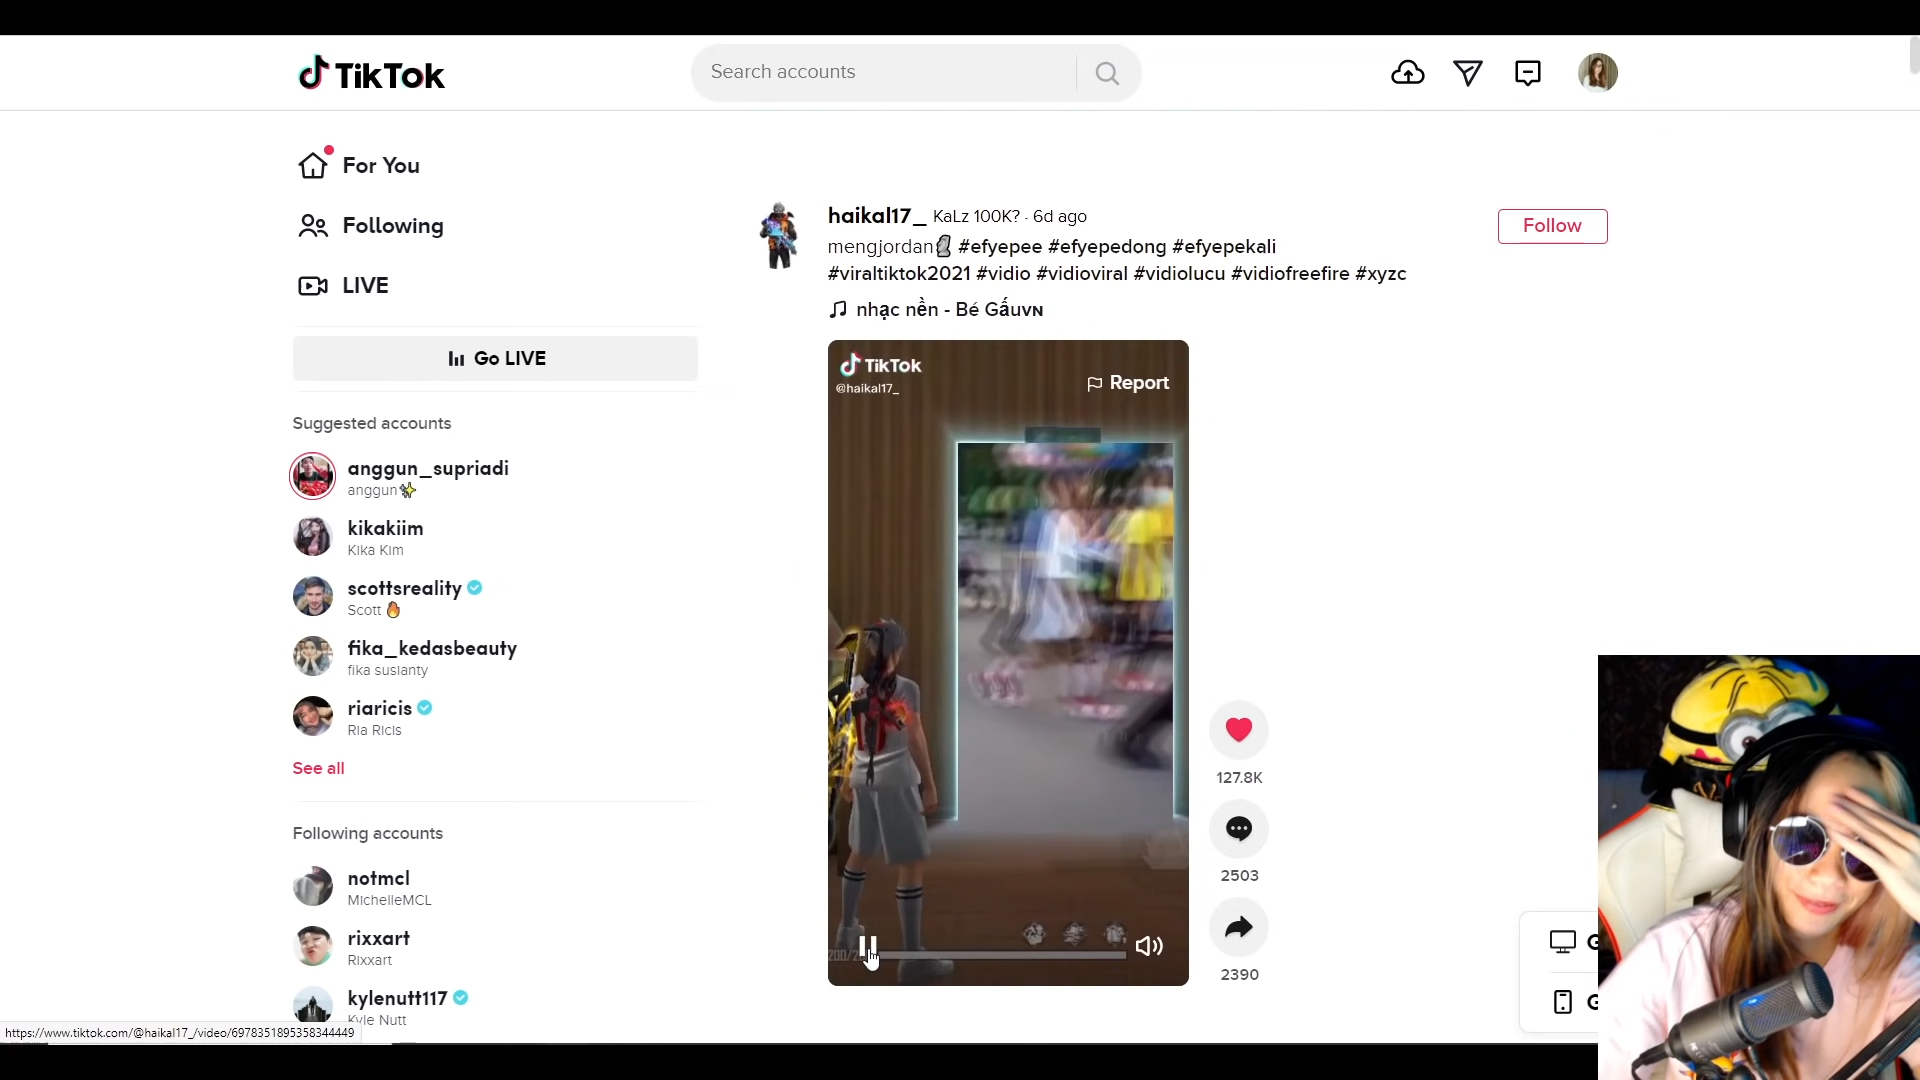 TikTok
Search accounts
For You
Following
LIVE
Go LIVE
Suggested accounts
anggun_supriadi
anggun✨
kikakiim
Kika Kim
scottsreality
Scott 🔥
fika_kedasbeauty
fika susianty
riaricis
Ria Ricis
See all
Following accounts
notmcl
MichelleMCL
rixxart
Rixxart
kylenutt117
Kyle Nutt
https://www.tiktok.com/@haikal17_/video/6978351895358344449
haikal17_ KaLz 100K? · 6d ago
Follow
mengjordan🗿 #efyepee #efyepedong #efyepekali
#viraltiktok2021 #vidio #vidioviral #vidiolucu #vidiofreefire #xyzc
nhạc nền - Bé Gấuᴠɴ
TikTok
@haikal17_
Report
127.8K
2503
2390